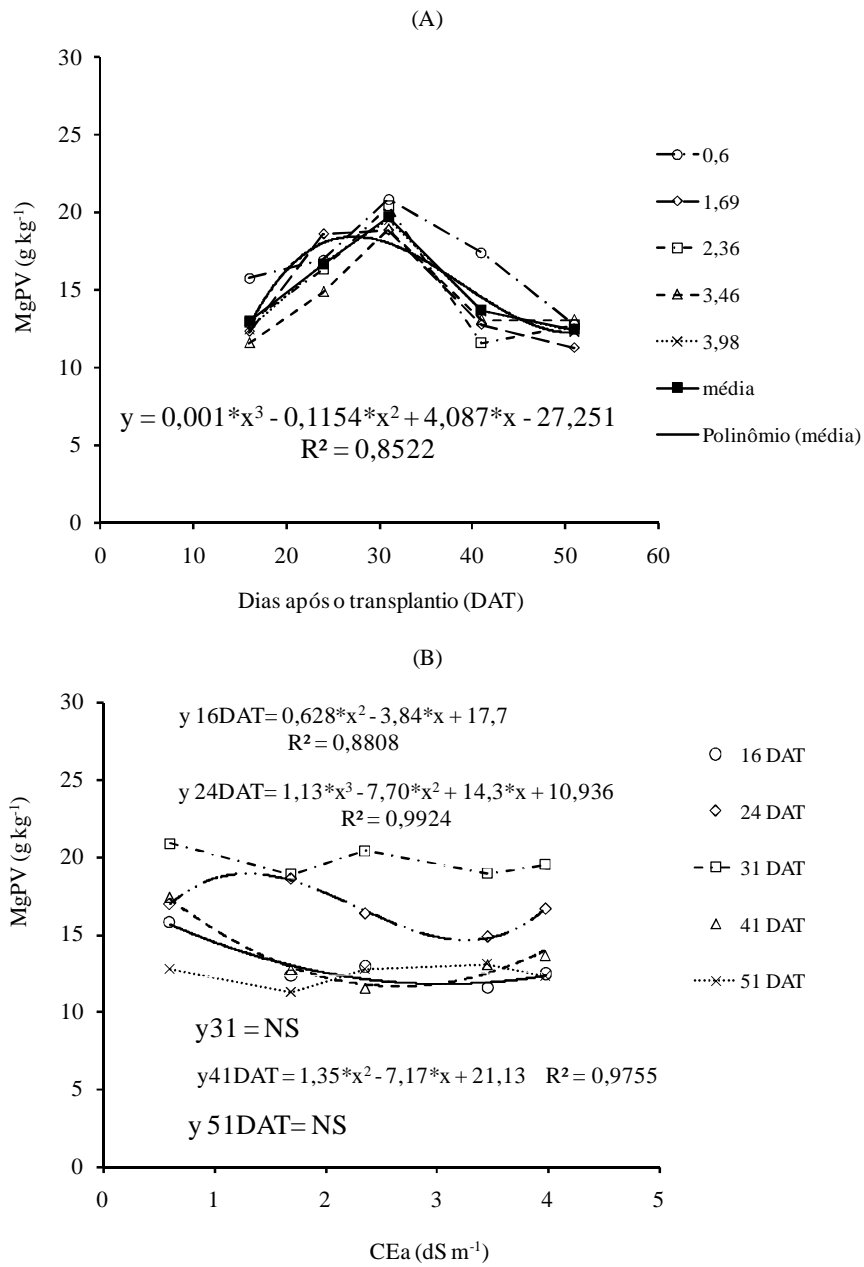 (A)
30
25
20
15
10
5
0
MgPV (g kg⁻¹)
y = 0,001*x³ - 0,1154*x² + 4,087*x - 27,251
R² = 0,8522
0 10 20 30 40 50 60
Dias após o transplantio (DAT)
0,6
1,69
2,36
3,46
3,98
média
Polinômio (média)
(B)
30
25
20
15
10
5
0
MgPV (g kg⁻¹)
y 16DAT= 0,628*x² - 3,84*x + 17,7
R² = 0,8808
y 24DAT= 1,13*x³ - 7,70*x² + 14,3*x + 10,936
R² = 0,9924
y31 = NS
y41DAT= 1,35*x² - 7,17*x + 21,13 R² = 0,9755
y 51DAT= NS
0 1 2 3 4 5
CEa (dS m⁻¹)
16 DAT
24 DAT
31 DAT
41 DAT
51 DAT